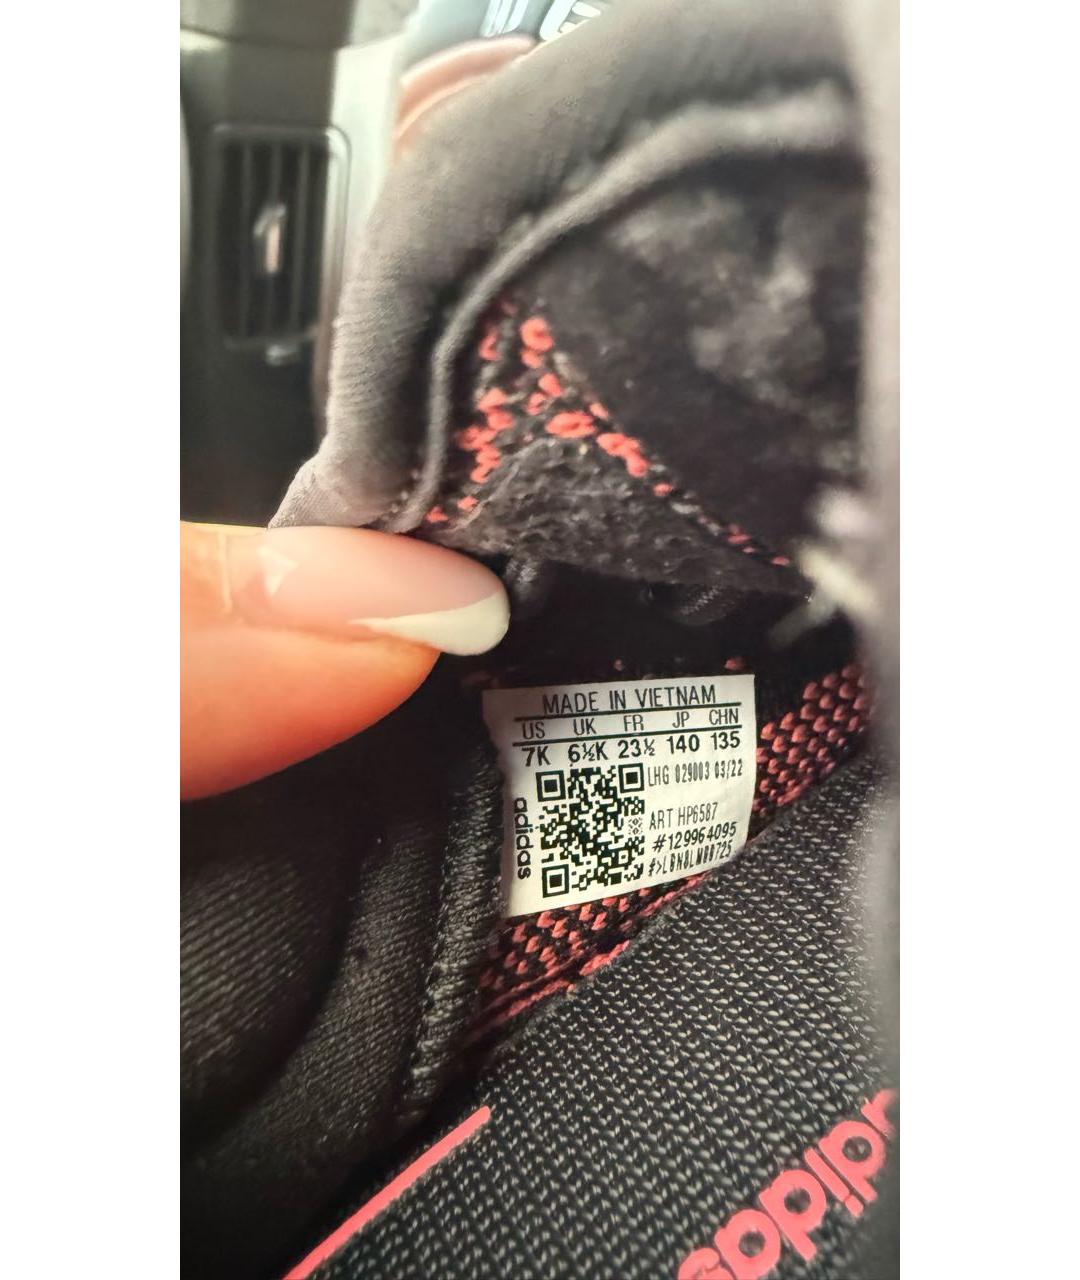 MADE IN VIETNAM
US UK FR JP CHN
7K 6½K 23½ 140 135
LHG 029003 03/22
adidas
ART HP6587
#129964095
adidas